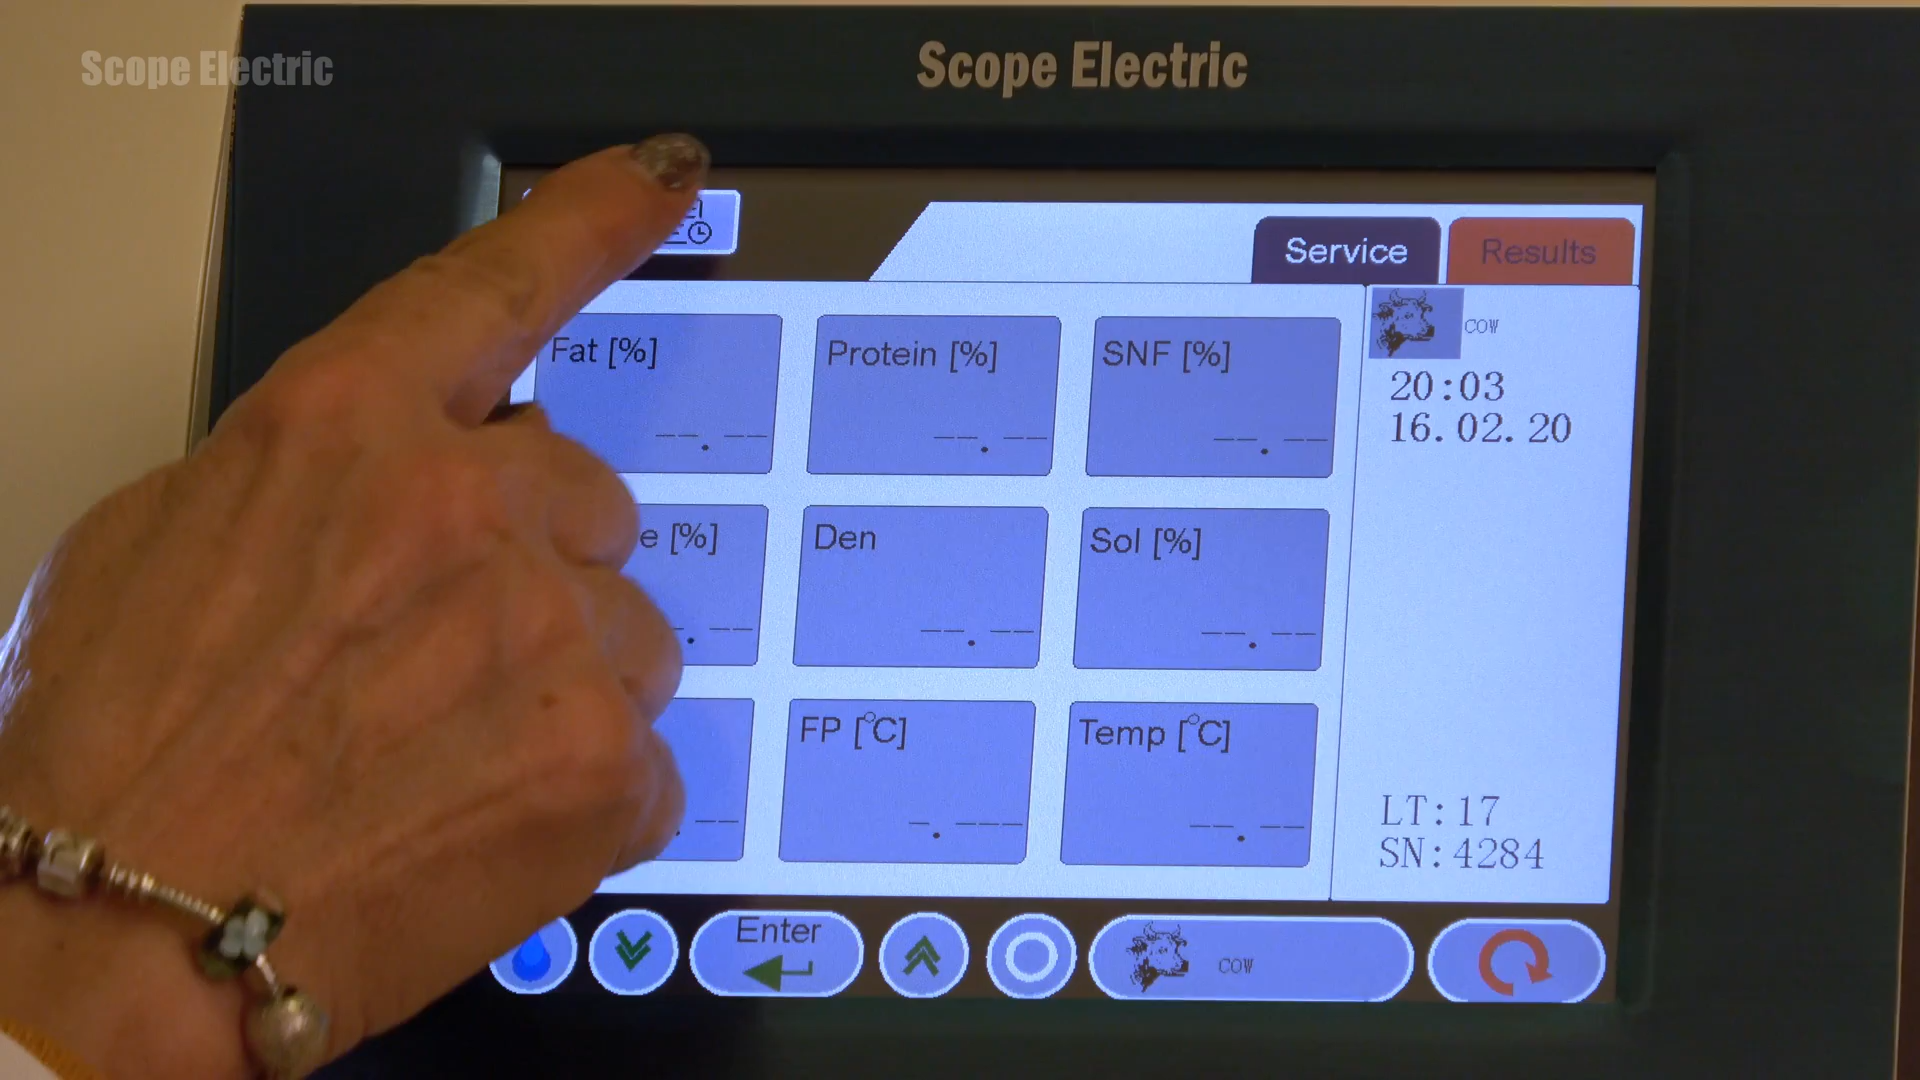 Scope Electric
Scope Electric
Service
Results
Fat [%]
Protein [%]
SNF [%]
cow
20:03
16.02.20
e [%]
Den
Sol [%]
FP [°C]
Temp [°C]
LT:17
SN:4284
Enter
cow